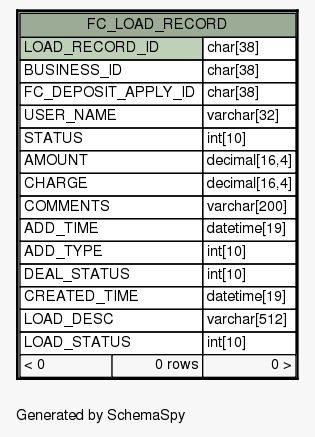 FC_LOAD_RECORD
LOAD_RECORD_ID char[38]
BUSINESS_ID char[38]
FC_DEPOSIT_APPLY_ID char[38]
USER_NAME varchar[32]
STATUS int[10]
AMOUNT decimal[16,4]
CHARGE decimal[16,4]
COMMENTS varchar[200]
ADD_TIME datetime[19]
ADD_TYPE int[10]
DEAL_STATUS int[10]
CREATED_TIME datetime[19]
LOAD_DESC varchar[512]
LOAD_STATUS int[10]
< 0 0 rows 0 >
Generated by SchemaSpy